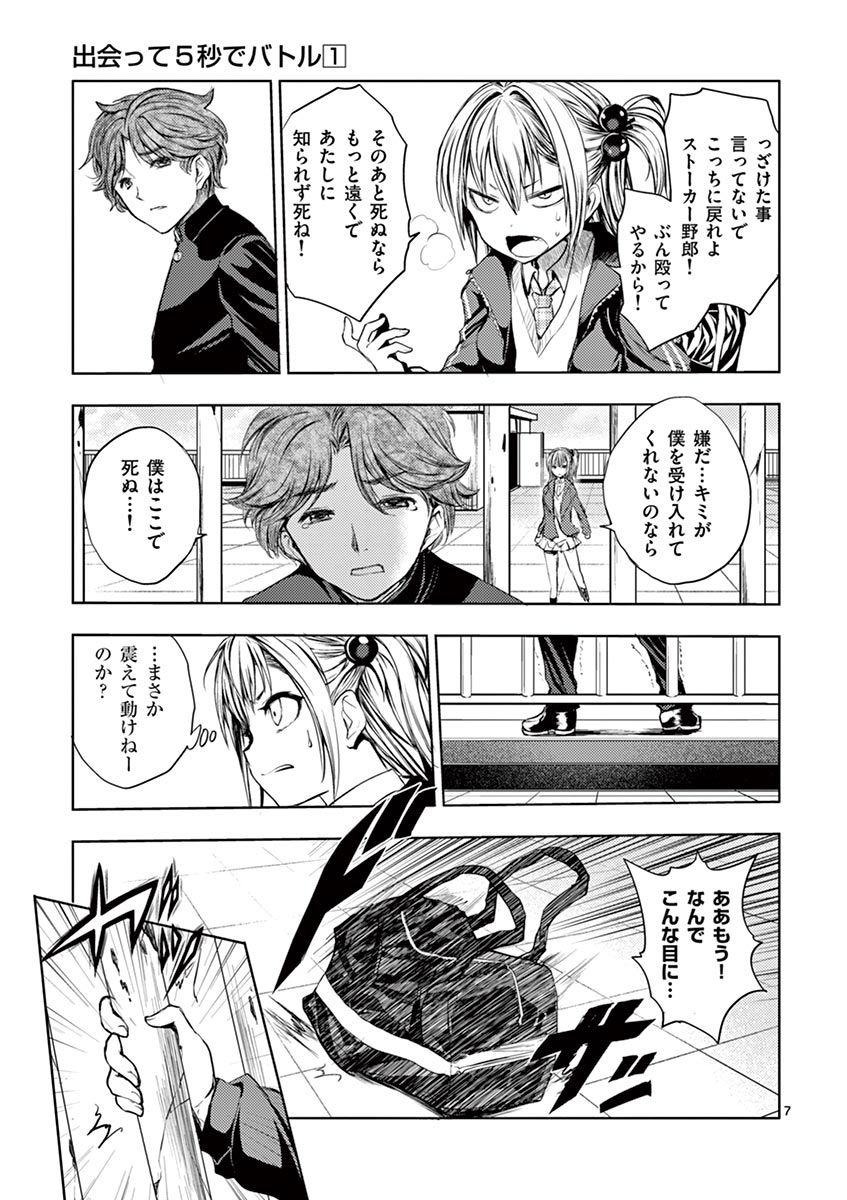 出会って5秒でバトル1
っざけた事
言ってないで
こっちに戻れよ
ストーカー野郎！
ぶん殴って
やるから！
そのあと死ぬなら
もっと遠くで
あたしに
知られず死ね！
嫌だ…キミが
僕を受け入れて
くれないのなら
僕はここで
死ぬ…！
…まさか
震えて動けねー
のか？
ああもう！
なんで
こんな目に…
ザッ
7